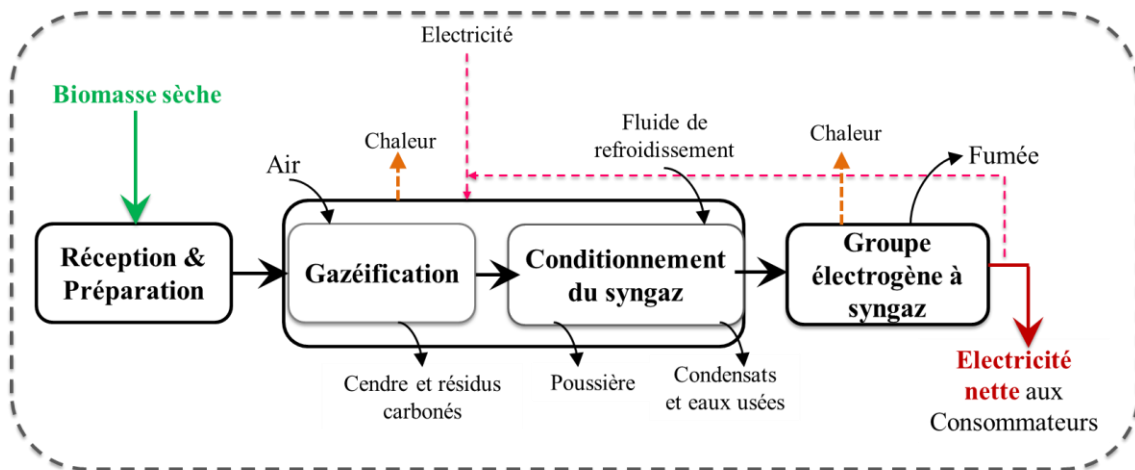 Electricité
Biomasse sèche
Chaleur
Air
Fluide de
refroidissement
Chaleur
Fumée
Réception &
Préparation
Gazéification
Conditionnement
du syngaz
Groupe
électrogène à
syngaz
Cendre et résidus
carbonés
Poussière
Condensats
et eaux usées
Electricité
nette aux
Consommateurs